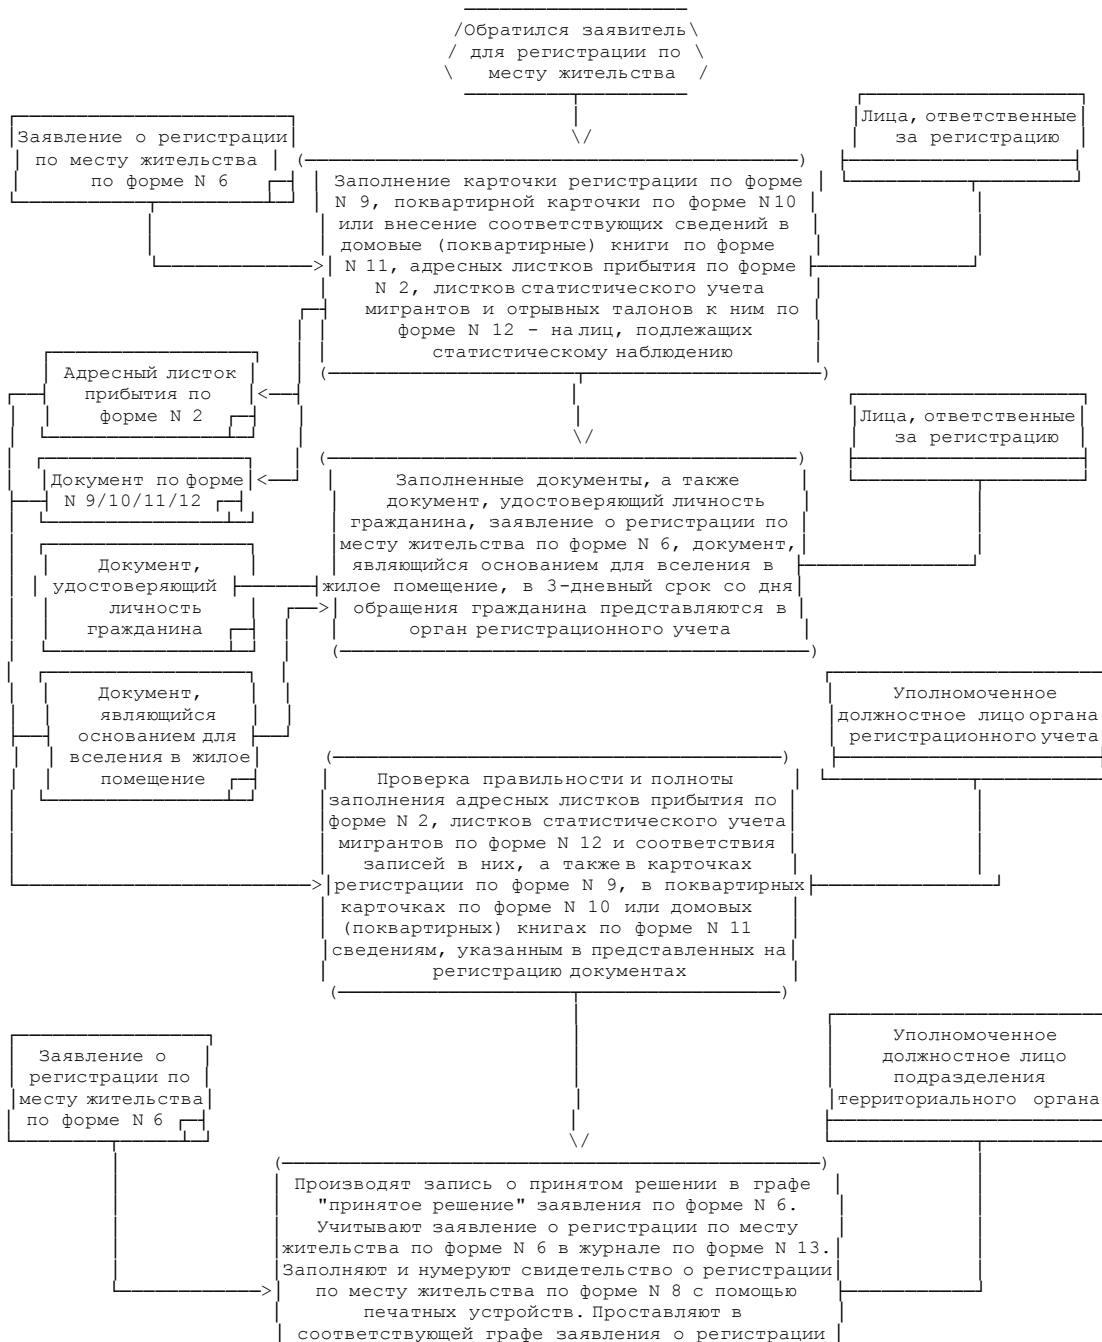 Обратился заявитель
для регистрации по
месту жительства
Заявление о регистрации
по месту жительства
по форме N 6
Лица, ответственные
за регистрацию
Заполнение карточки регистрации по форме
N 9, поквартирной карточки по форме N 10
или внесение соответствующих сведений в
домовые (поквартирные) книги по форме
N 11, адресных листков прибытия по форме
N 2, листков статистического учета
мигрантов и отрывных талонов к ним по
форме N 12 - на лиц, подлежащих
статистическому наблюдению
Адресный листок
прибытия по
форме N 2
Лица, ответственные
за регистрацию
Документ по форме
N 9/10/11/12
Заполненные документы, а также
документ, удостоверяющий личность
гражданина, заявление о регистрации по
месту жительства по форме N 6, документ,
являющийся основанием для вселения в
жилое помещение, в 3-дневный срок со дня
обращения гражданина представляются в
орган регистрационного учета
Документ,
удостоверяющий
личность
гражданина
Документ,
являющийся
основанием для
вселения в жилое
помещение
Уполномоченное
должностное лицо органа
регистрационного учета
Проверка правильности и полноты
заполнения адресных листков прибытия по
форме N 2, листков статистического учета
мигрантов по форме N 12 и соответствия
записей в них, а также в карточках
регистрации по форме N 9, в поквартирных
карточках по форме N 10 или домовых
(поквартирных) книгах по форме N 11
сведениям, указанным в представленных на
регистрацию документах
Заявление о
регистрации по
месту жительства
по форме N 6
Уполномоченное
должностное лицо
подразделения
территориального органа
Производят запись о принятом решении в графе
"принятое решение" заявления по форме N 6.
Учитывают заявление о регистрации по месту
жительства по форме N 6 в журнале по форме N 13.
Заполняют и нумеруют свидетельство о регистрации
по месту жительства по форме N 8 с помощью
печатных устройств. Проставляют в
соответствующей графе заявления о регистрации